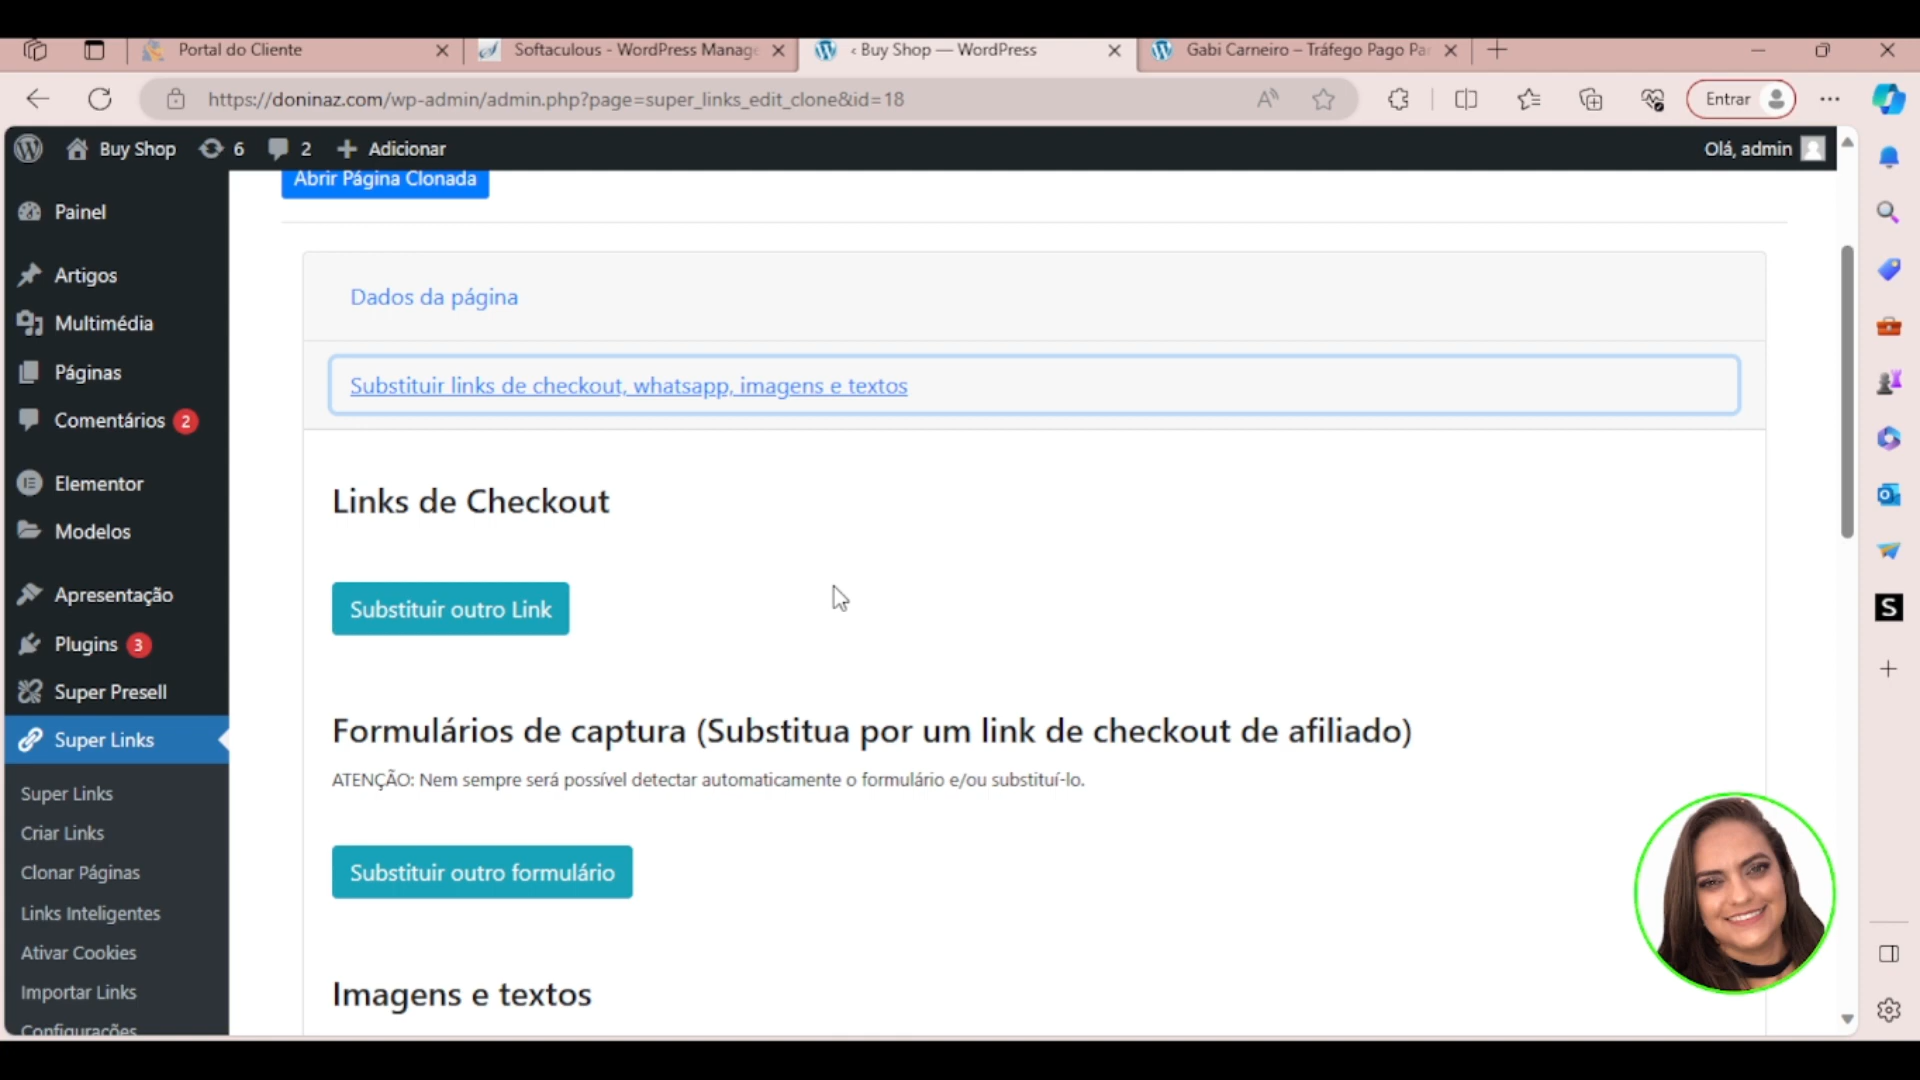 Portal do Cliente
Softaculous - WordPress Manage
‹ Buy Shop — WordPress
Gabi Carneiro – Tráfego Pago Par
https://doninaz.com/wp-admin/admin.php?page=super_links_edit_clone&id=18
Entrar
Buy Shop
6
2
Adicionar
Olá, admin
Abrir Página Clonada
Painel
Artigos
Multimédia
Páginas
Comentários 2
Elementor
Modelos
Apresentação
Plugins 3
Super Presell
Super Links
Super Links
Criar Links
Clonar Páginas
Links Inteligentes
Ativar Cookies
Importar Links
Configurações
Dados da página
Substituir links de checkout, whatsapp, imagens e textos
Links de Checkout
Substituir outro Link
Formulários de captura (Substitua por um link de checkout de afiliado)
ATENÇÃO: Nem sempre será possível detectar automaticamente o formulário e/ou substituí-lo.
Substituir outro formulário
Imagens e textos